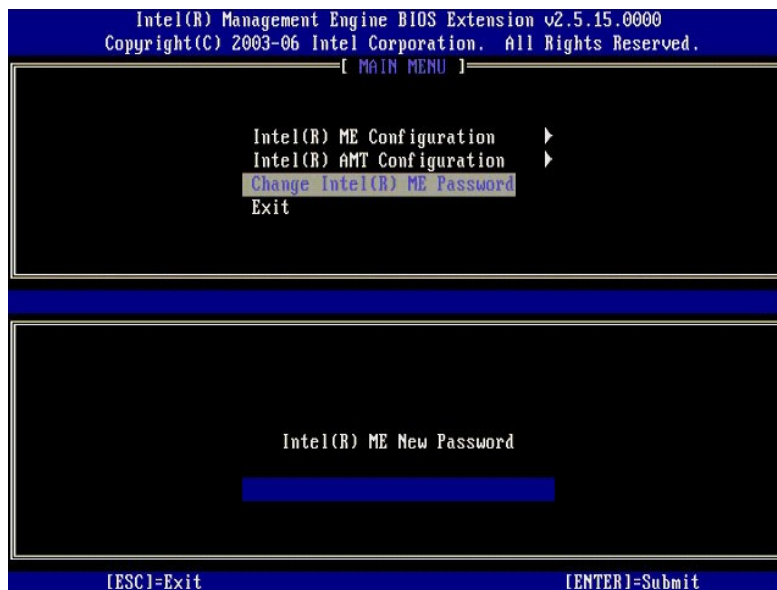 Intel(R) Management Engine BIOS Extension v2.5.15.0000
Copyright(C) 2003-06 Intel Corporation. All Rights Reserved.
[ MAIN MENU ]
Intel(R) ME Configuration
Intel(R) AMT Configuration
Change Intel(R) ME Password
Exit
Intel(R) ME New Password
[ESC]=Exit [ENTER]=Submit